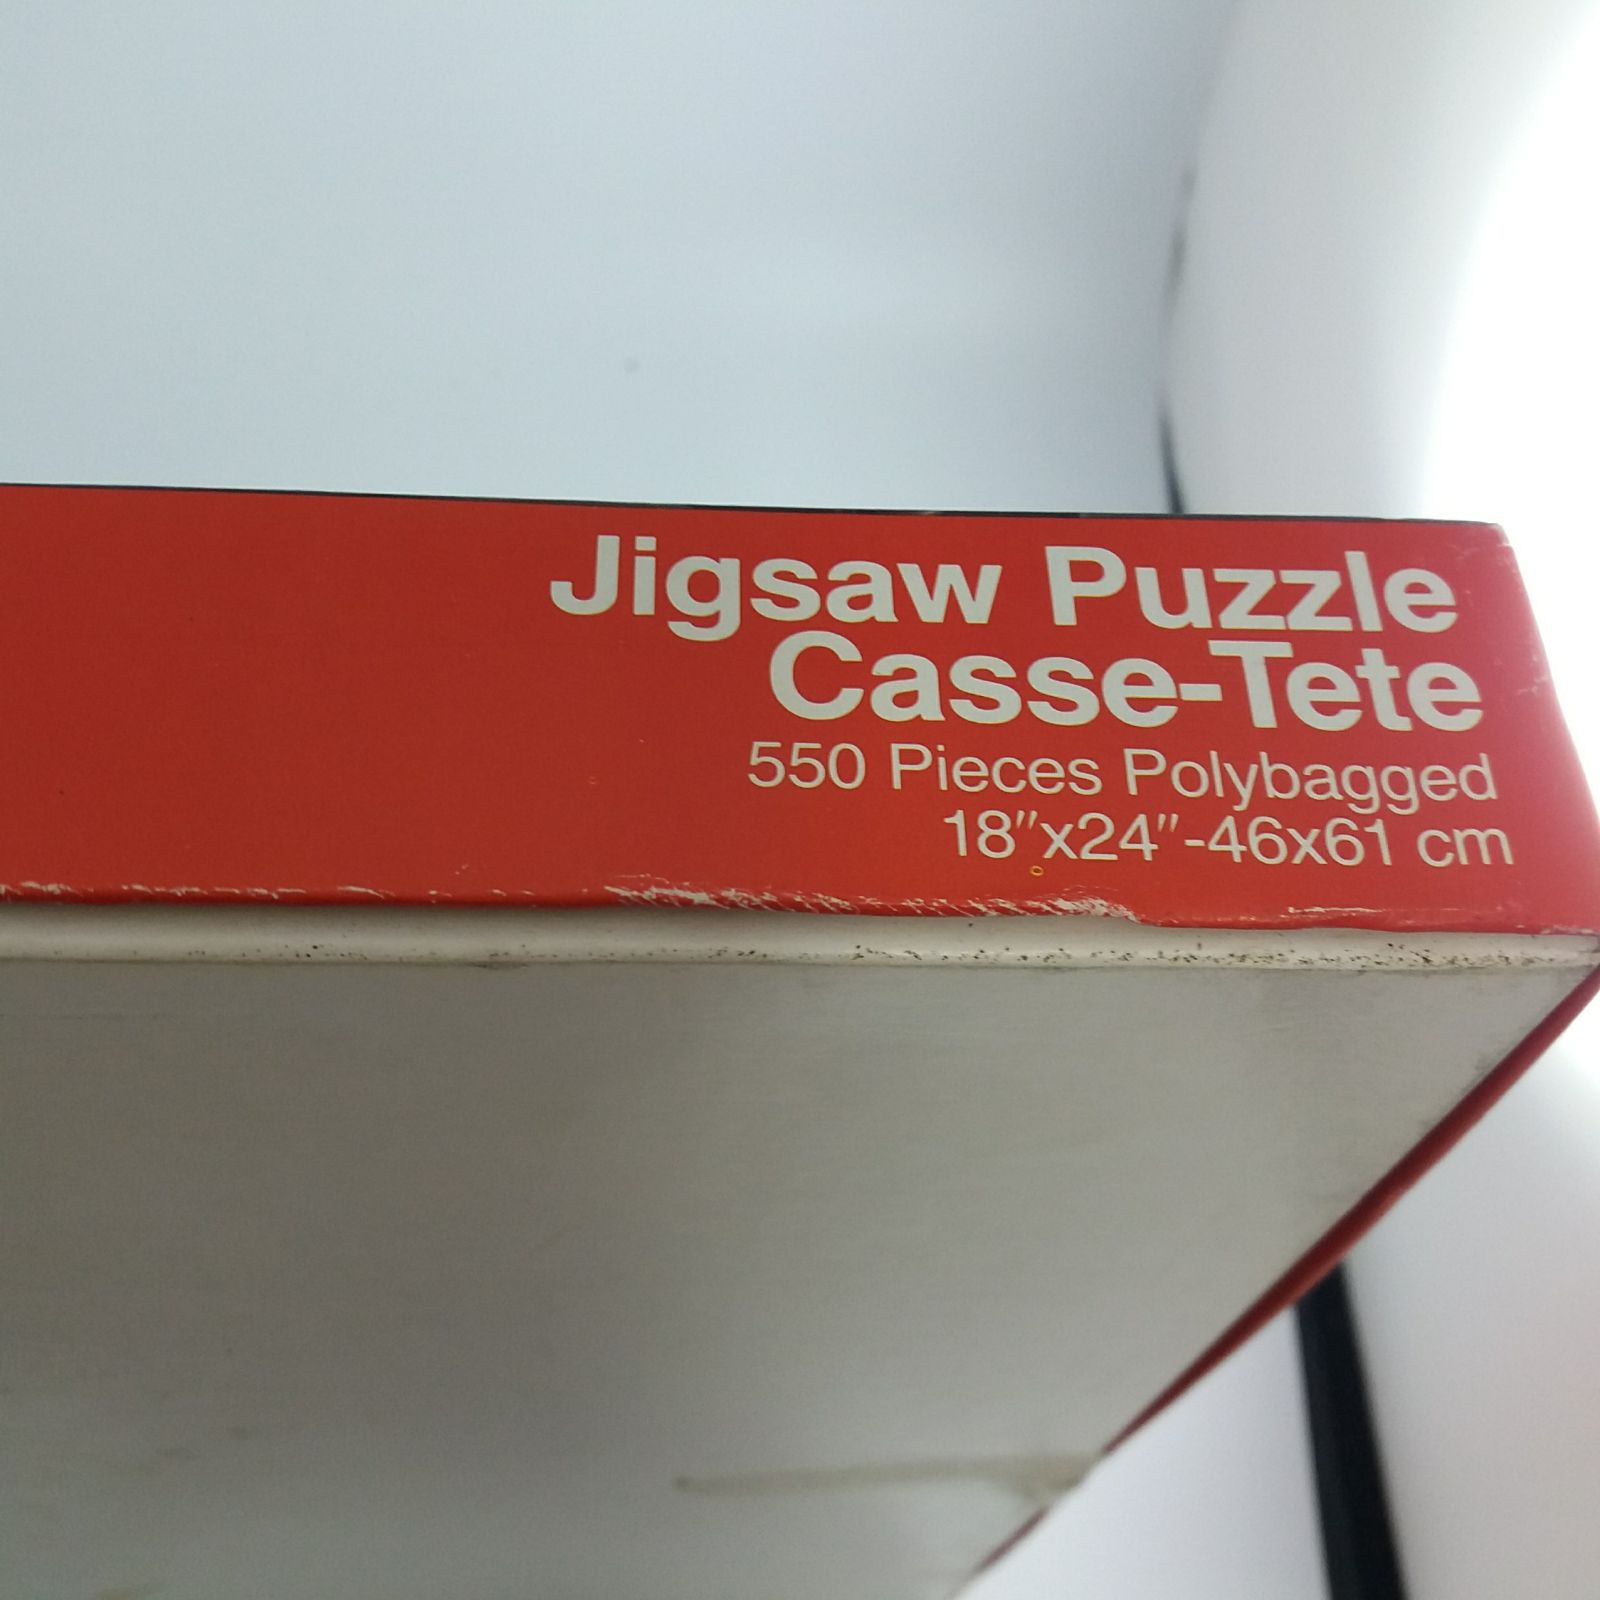 Jigsaw Puzzle
Casse-Tete
550 Pieces Polybagged
18"x24"-46x61 cm